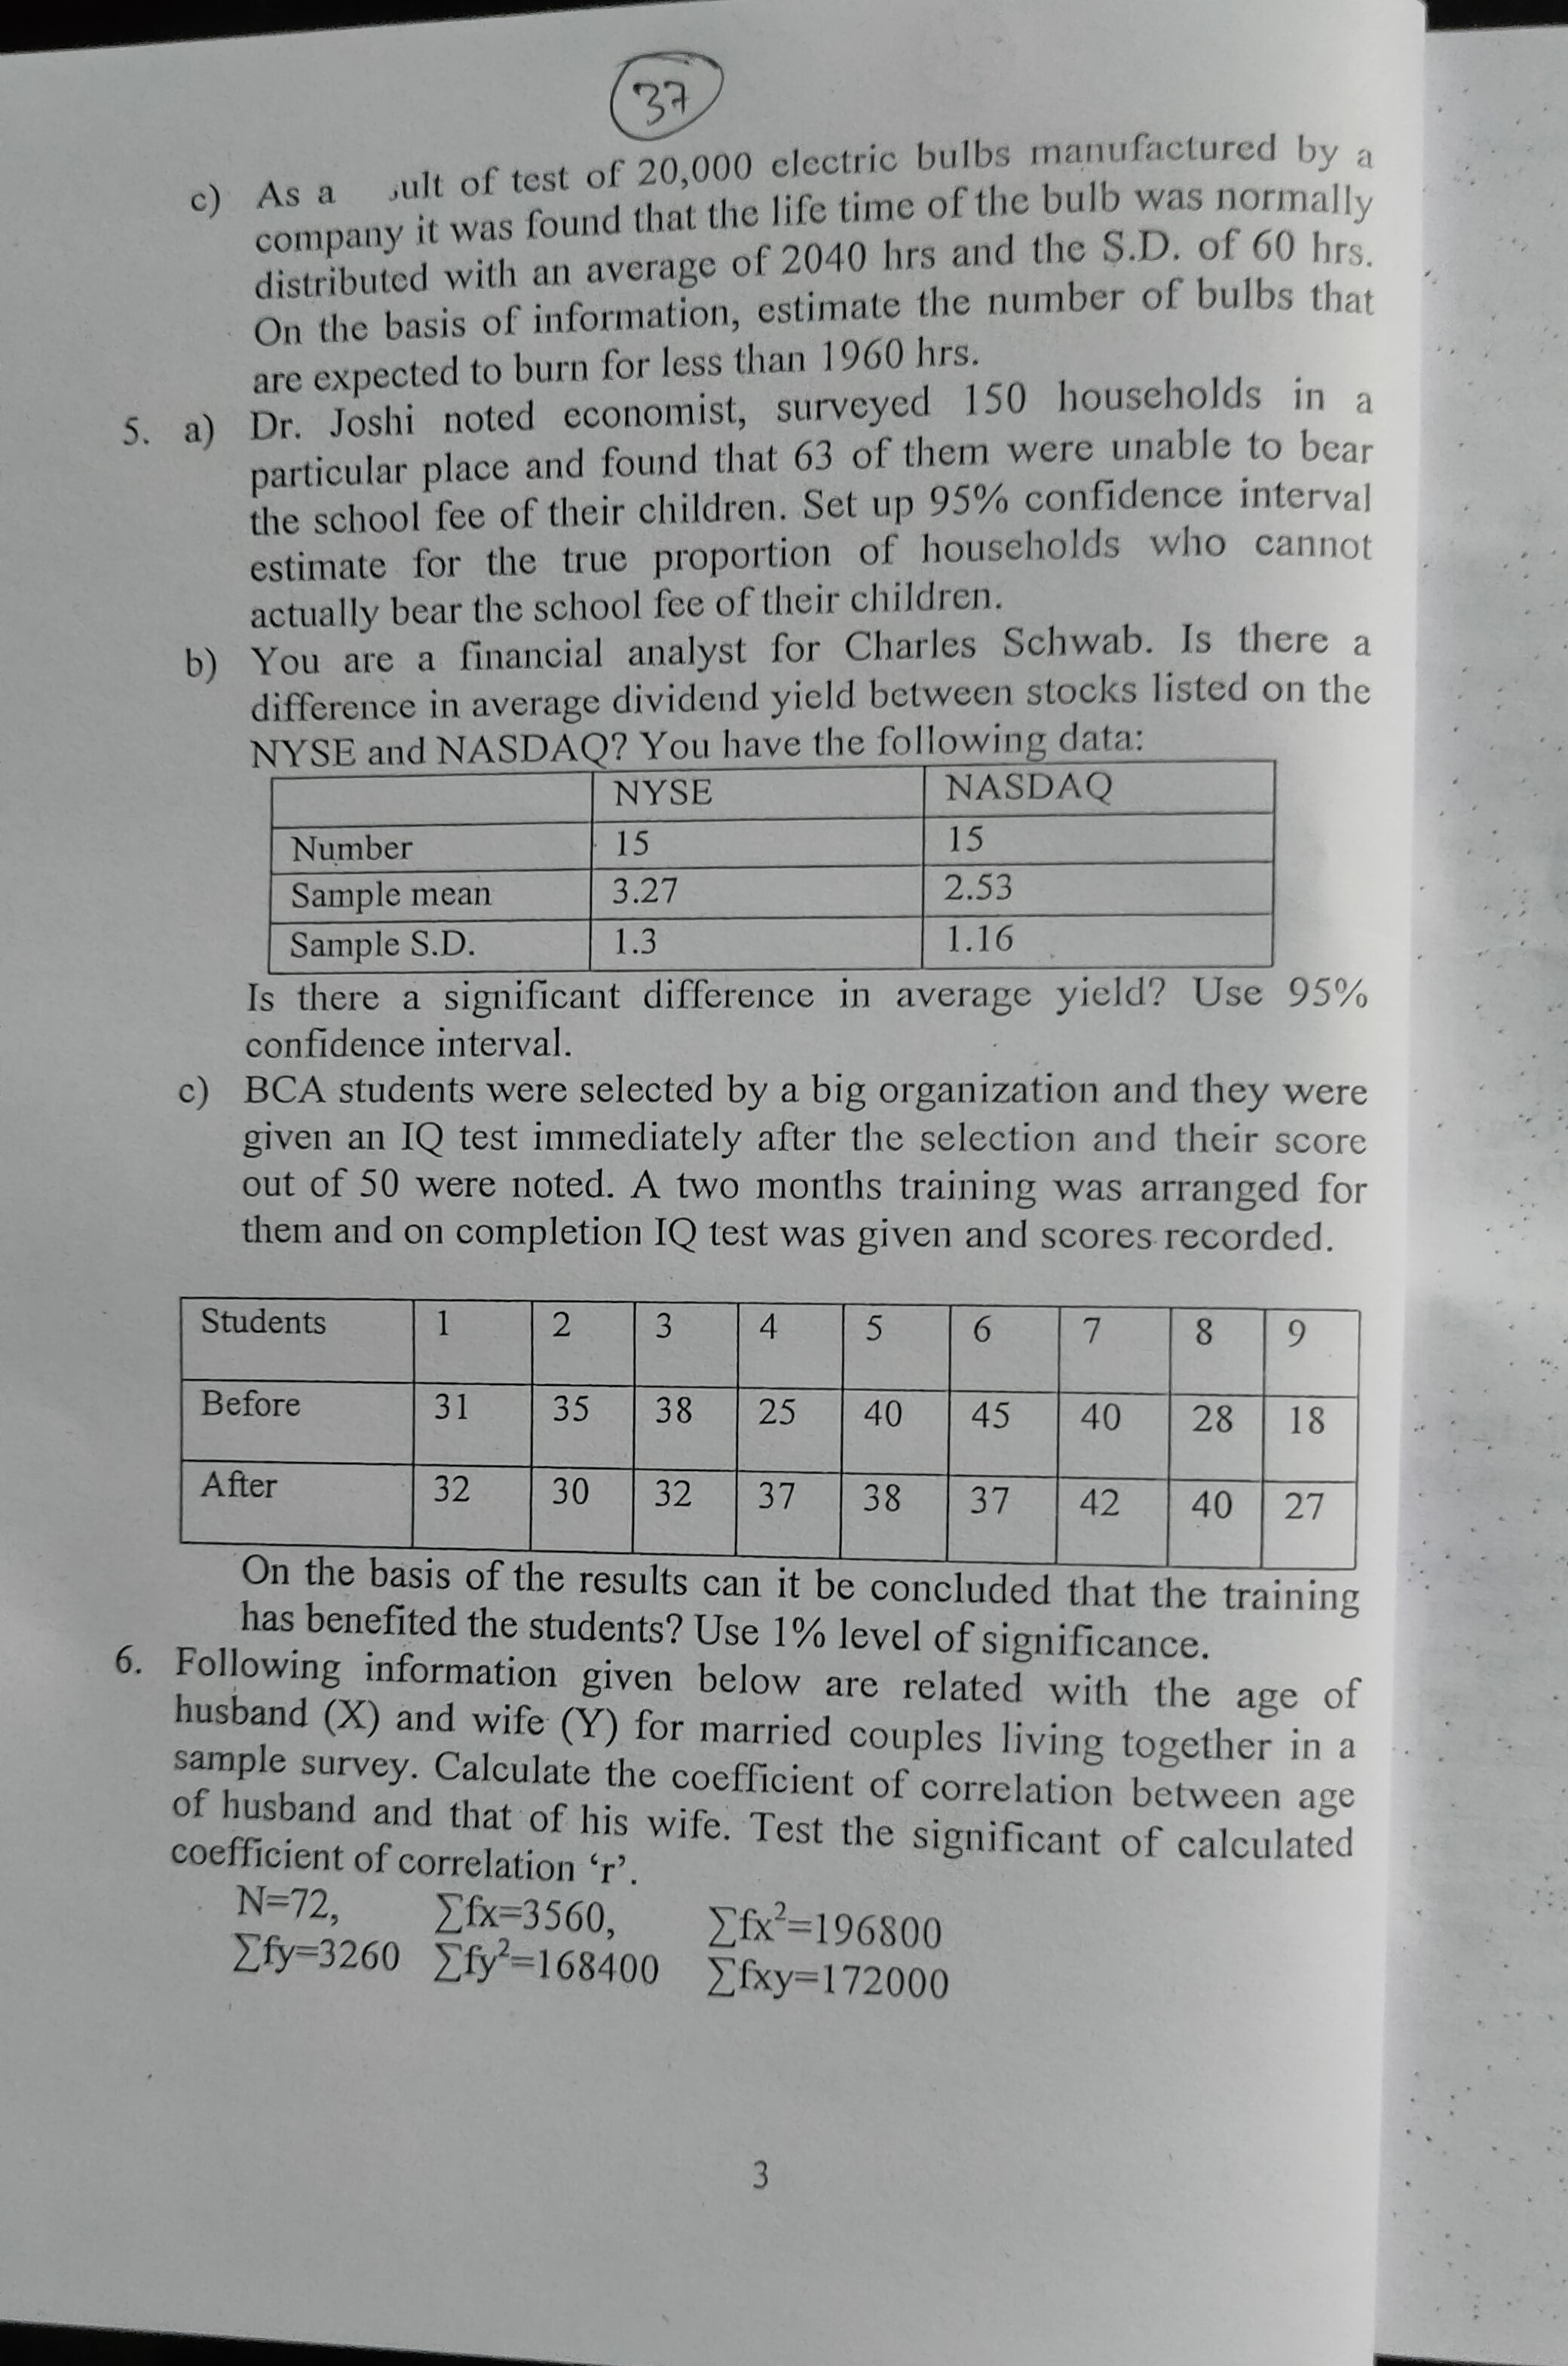 37
c) As a sult of test of 20,000 electric bulbs manufactured by a
company it was found that the life time of the bulb was normally
distributed with an average of 2040 hrs and the S.D. of 60 hrs.
On the basis of information, estimate the number of bulbs that
are expected to burn for less than 1960 hrs.
5. a) Dr. Joshi noted economist, surveyed 150 households in a
particular place and found that 63 of them were unable to bear
the school fee of their children. Set up 95% confidence interval
estimate for the true proportion of households who cannot
actually bear the school fee of their children.
b) You are a financial analyst for Charles Schwab. Is there a
difference in average dividend yield between stocks listed on the
NYSE and NASDAQ? You have the following data:
NYSE NASDAQ
Number 15 15
Sample mean 3.27 2.53
Sample S.D. 1.3 1.16
Is there a significant difference in average yield? Use 95%
confidence interval.
c) BCA students were selected by a big organization and they were
given an IQ test immediately after the selection and their score
out of 50 were noted. A two months training was arranged for
them and on completion IQ test was given and scores recorded.
Students 1 2 3 4 5 6 7 8 9
Before 31 35 38 25 40 45 40 28 18
After 32 30 32 37 38 37 42 40 27
On the basis of the results can it be concluded that the training
has benefited the students? Use 1% level of significance.
6. Following information given below are related with the age of
husband (X) and wife (Y) for married couples living together in a
sample survey. Calculate the coefficient of correlation between age
of husband and that of his wife. Test the significant of calculated
coefficient of correlation ‘r’.
N=72, ∑fx=3560, ∑fx²=196800
∑fy=3260 ∑fy²=168400 ∑fxy=172000
3